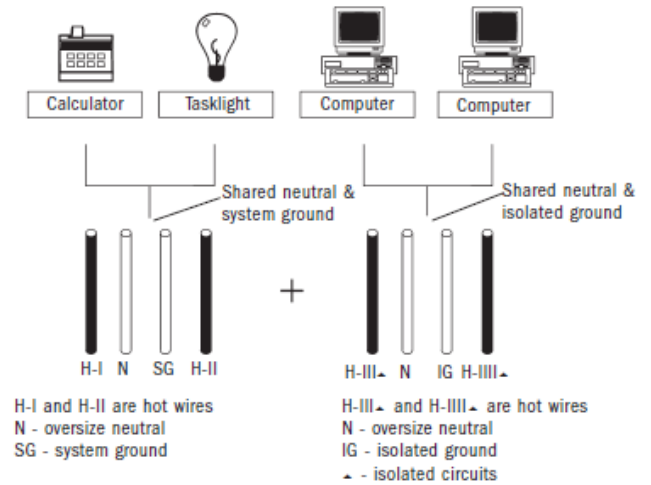 Calculator
Tasklight
Computer
Computer
Shared neutral &
system ground
Shared neutral &
isolated ground
+
H-I N SG H-II
H-III▲ N IG H-IIII▲
H-I and H-II are hot wires
N - oversize neutral
SG - system ground
H-III▲ and H-IIII▲ are hot wires
N - oversize neutral
IG - isolated ground
▲ - isolated circuits